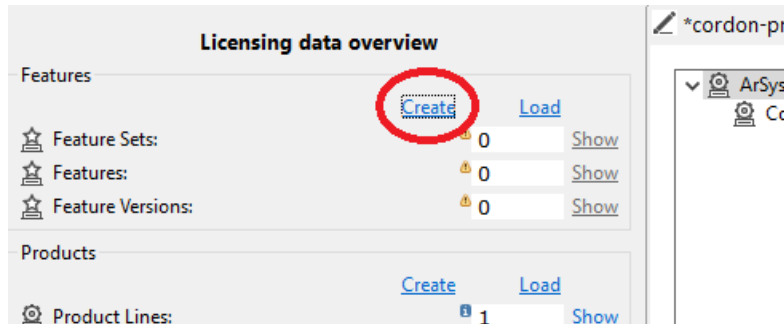 Licensing data overview
*cordon-pr
Features
Create Load
ArSys
Co
Feature Sets: 0 Show
Features: 0 Show
Feature Versions: 0 Show
Products
Create Load
Product Lines: 1 Show